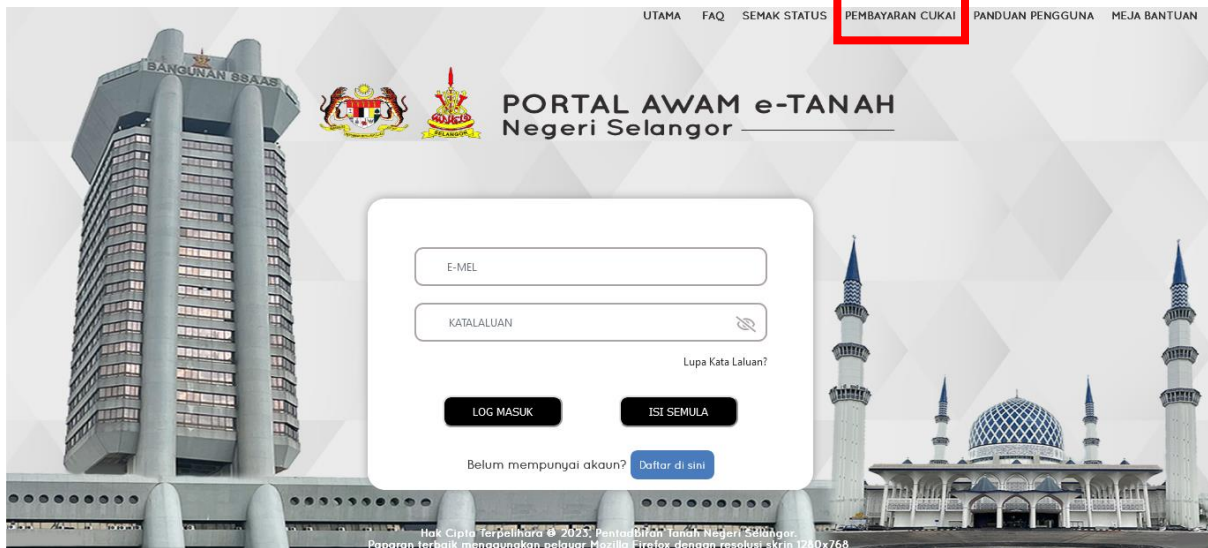 UTAMA FAQ SEMAK STATUS PEMBAYARAN CUKAI PANDUAN PENGGUNA MEJA BANTUAN
BANGUNAN SSAAS
SELANGOR
PORTAL AWAM e-TANAH
Negeri Selangor
E-MEL
KATALALUAN
Lupa Kata Laluan?
LOG MASUK ISI SEMULA
Belum mempunyai akaun? Daftar di sini
Hak Cipta Terpelihara @ 2023, Pentadbiran Tanah Negeri Selangor.
Paparan terbaik menggunakan pelayar Mozilla Firefox dengan resolusi skrin 1280x768